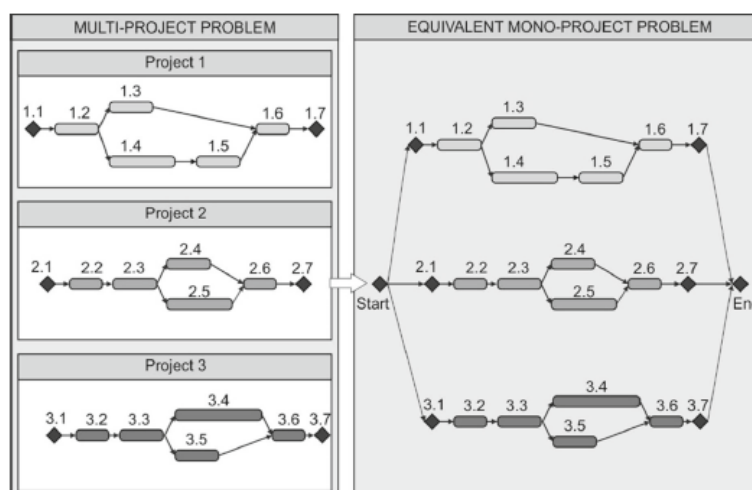 MULTI-PROJECT PROBLEM
Project 1
1.3
1.1 1.2 1.6 1.7
1.4 1.5
Project 2
2.4
2.1 2.2 2.3 2.6 2.7
2.5
Project 3
3.4
3.1 3.2 3.3 3.6 3.7
3.5
EQUIVALENT MONO-PROJECT PROBLEM
1.3
1.1 1.2 1.6 1.7
1.4 1.5
2.4
2.1 2.2 2.3 2.6 2.7
2.5
Start
En
3.4
3.1 3.2 3.3 3.6 3.7
3.5